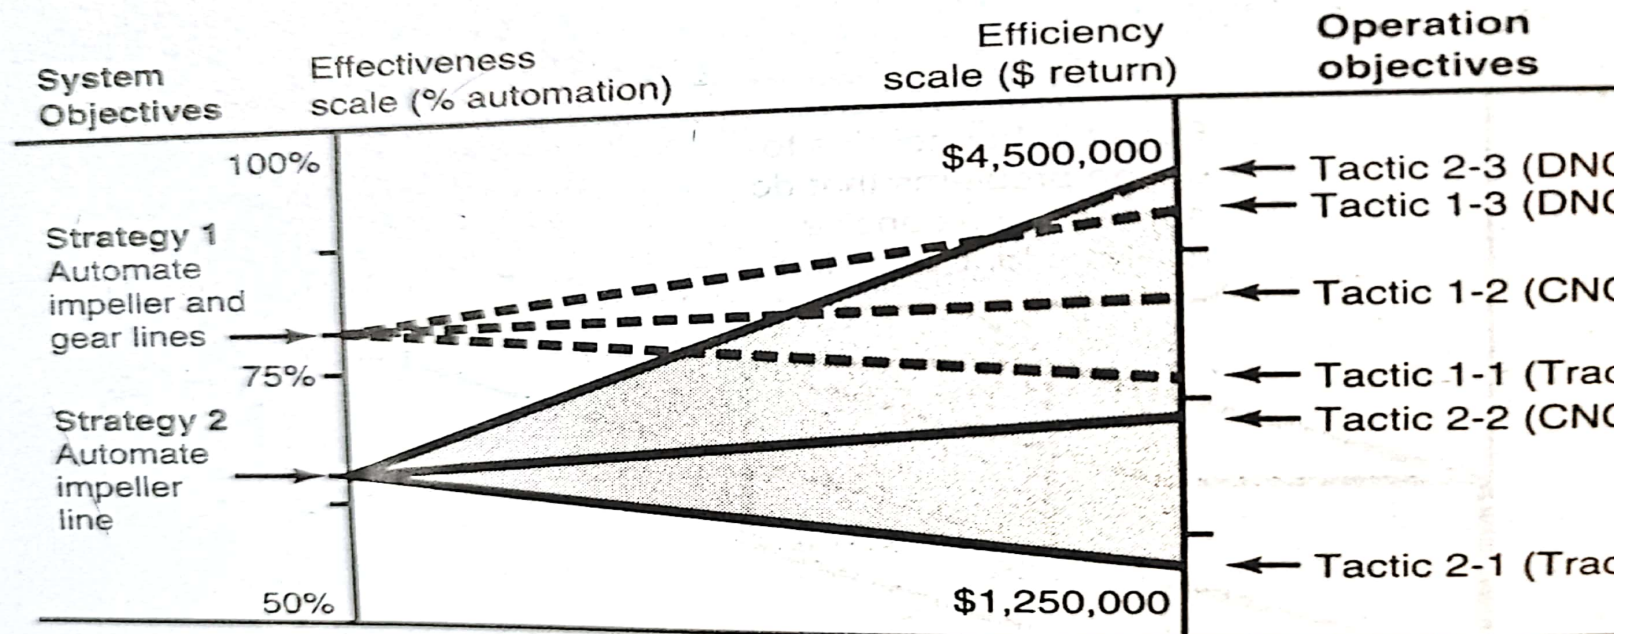 System
Objectives
Effectiveness
scale (% automation)
Efficiency
scale ($ return)
Operation
objectives
100%
Strategy 1
Automate
impeller and
gear lines
75%
Strategy 2
Automate
impeller
line
50%
$4,500,000
$1,250,000
Tactic 2-3 (DNC
Tactic 1-3 (DNC
Tactic 1-2 (CNC
Tactic 1-1 (Trac
Tactic 2-2 (CNC
Tactic 2-1 (Trac